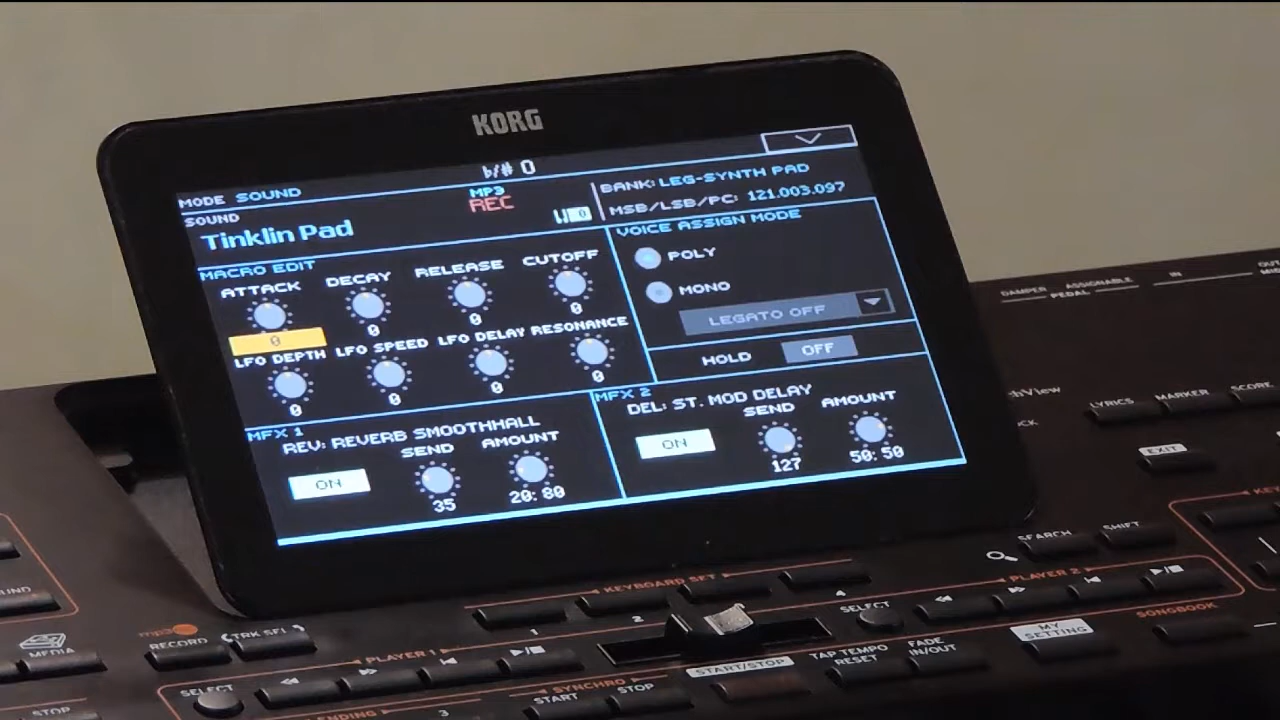 KORG
♭/# 0
MODE SOUND
MP3
REC
BANK: LEG-SYNTH PAD
MSB/LSB/PC: 121.003.097
SOUND
Tinklin Pad
0
MACRO EDIT
VOICE ASSIGN MODE
ATTACK DECAY RELEASE CUTOFF
0 0 0 0
POLY
MONO
LEGATO OFF
LFO DEPTH LFO SPEED LFO DELAY RESONANCE
0 0 0 0
HOLD OFF
MFX 1
REV: REVERB SMOOTHHALL
ON
SEND AMOUNT
35 20:80
MFX 2
DEL: ST. MOD DELAY
ON
SEND AMOUNT
127 50:50
DAMPER ASSIGNABLE
PEDAL
IN
LYRICS MARKER SCORE
EXIT
SEARCH SHIFT
KEYBOARD SET
1 2 4
PLAYER 2
SELECT
SONGBOOK
MY
SETTING
MEDIA
mp3
RECORD
TRK SEL
PLAYER 1
SELECT
START/STOP
TAP TEMPO
RESET
FADE
IN/OUT
SYNCHRO
START STOP
STOP
3